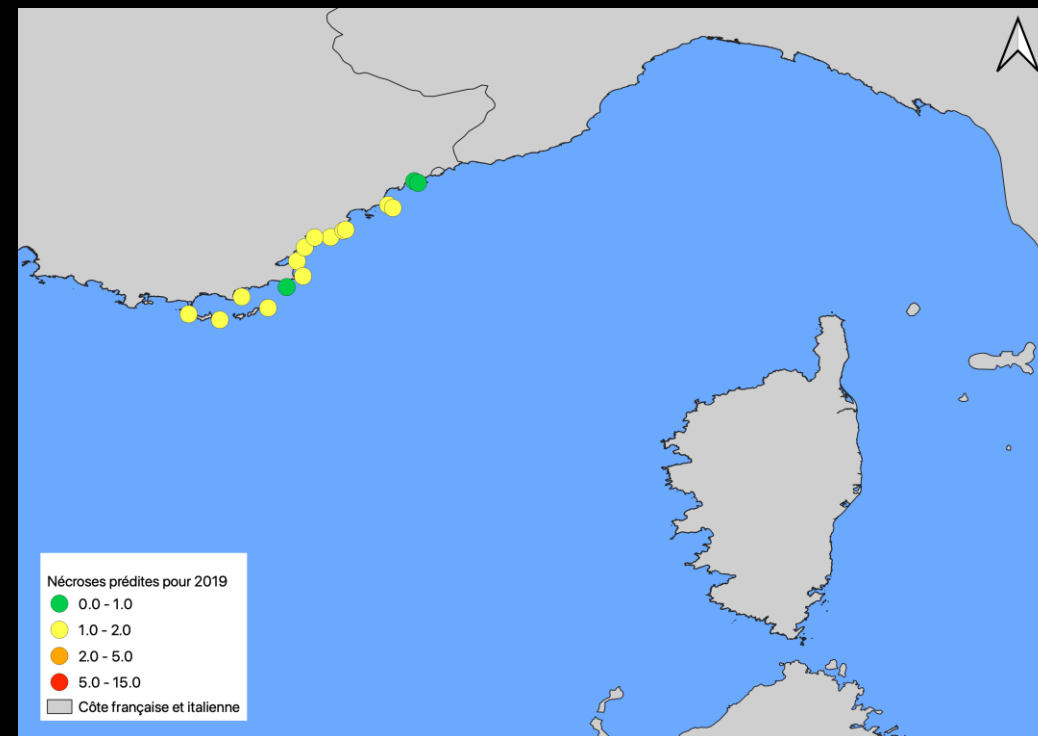 Nécroses prédites pour 2019
0.0 - 1.0
1.0 - 2.0
2.0 - 5.0
5.0 - 15.0
Côte française et italienne